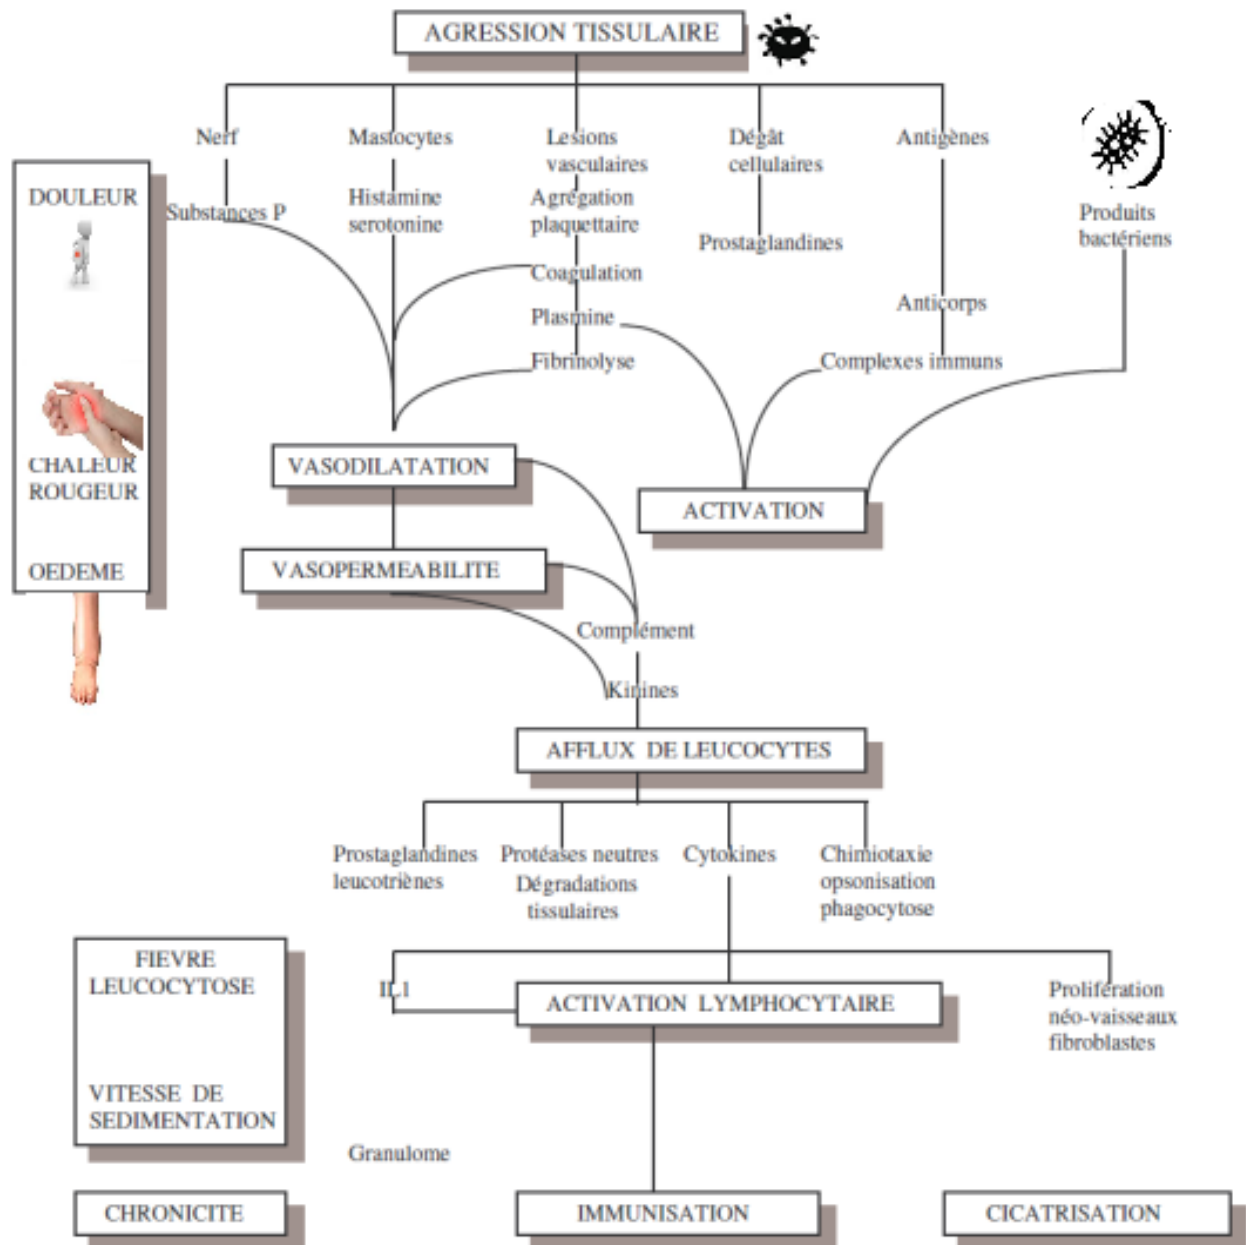 AGRESSION TISSULAIRE
Nerf
Mastocytes
Lesions
vasculaires
Dégât
cellulaires
Antigènes
DOULEUR
Substances P
Histamine
serotonine
Agrégation
plaquettaire
Prostaglandines
Produits
bactériens
Coagulation
Plasmine
Fibrinolyse
Anticorps
Complexes immuns
CHALEUR
ROUGEUR
OEDEME
VASODILATATION
ACTIVATION
VASOPERMEABILITE
Complément
Kinines
AFFLUX DE LEUCOCYTES
Prostaglandines
leucotriènes
Protéases neutres
Dégradations
tissulaires
Cytokines
Chimiotaxie
opsonisation
phagocytose
FIEVRE
LEUCOCYTOSE
VITESSE DE
SEDIMENTATION
IL1
ACTIVATION LYMPHOCYTAIRE
Prolifération
néo-vaisseaux
fibroblastes
Granulome
CHRONICITE
IMMUNISATION
CICATRISATION